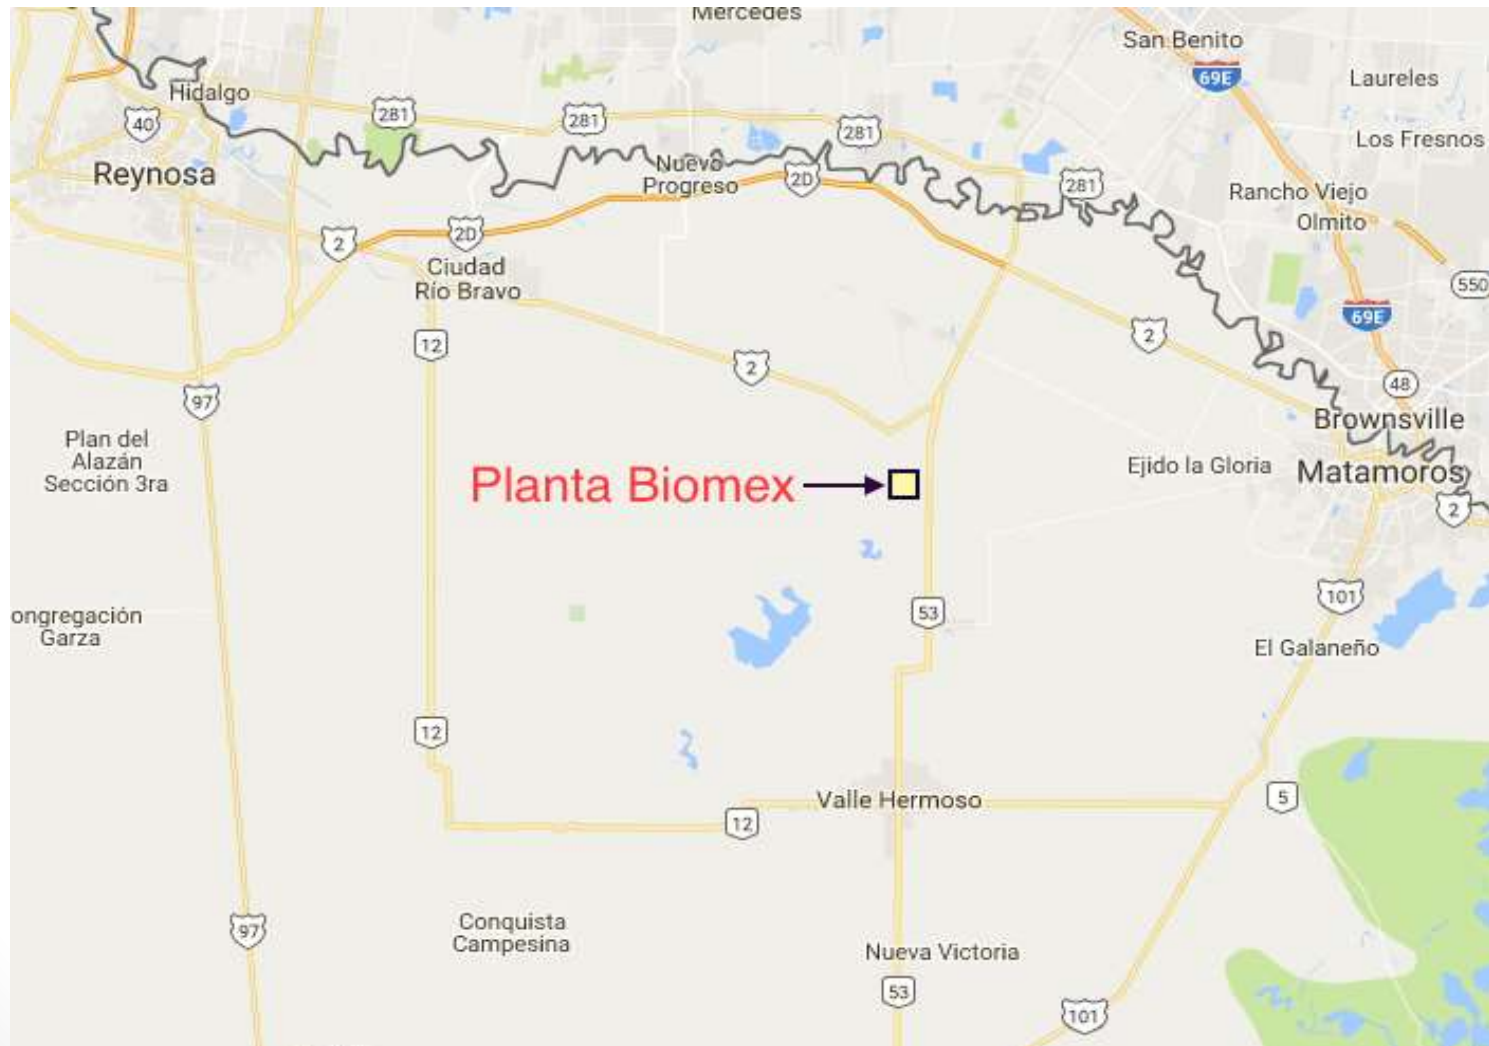 Mercedes
San Benito
69E
Laureles
Hidalgo
281
281
40
281
Los Fresnos
Reynosa
Nuevo
Progreso
2D
281
Rancho Viejo
Olmito
2D
2
Ciudad
Río Bravo
550
69E
12
2
2
48
97
Brownsville
Plan del
Alazán
Sección 3ra
Ejido la Gloria
Matamoros
Planta Biomex
2
101
ongregación
Garza
53
El Galaneño
12
Valle Hermoso
5
12
Conquista
Campesina
97
Nueva Victoria
53
101